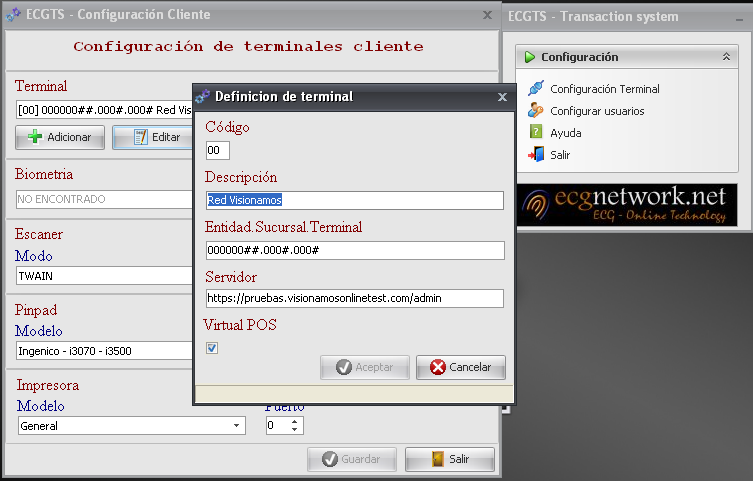 ECGTS - Configuración Cliente
Configuración de terminales cliente
Terminal
[00] 000000##.000#.000# Red Vis
Adicionar
Editar
Biometria
NO ENCONTRADO
Escaner
Modo
TWAIN
Pinpad
Modelo
Ingenico - i3070 - i3500
Impresora
Modelo
Puerto
General
0
Guardar
Salir
Definicion de terminal
Código
00
Descripción
Red Visionamos
Entidad.Sucursal.Terminal
000000##.000#.000#
Servidor
https://pruebas.visionamosonlinetest.com/admin
Virtual POS
Aceptar
Cancelar
ECGTS - Transaction system
Configuración
Configuración Terminal
Configurar usuarios
Ayuda
Salir
ecgnetwork.net
ECG - Online Technology